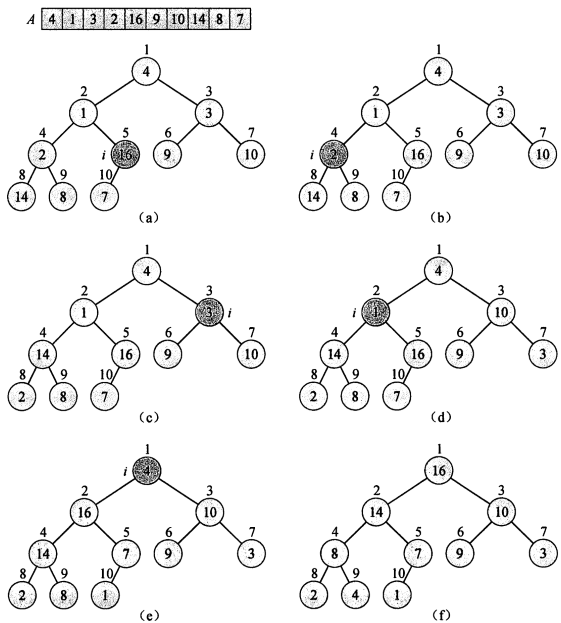 A 4 1 3 2 16 9 10 14 8 7
1
4
2 3
1 3
4 5 6 7
2 i 16 9 10
8 9 10
14 8 7
(a)
1
4
2 3
1 3
4 5 6 7
i 2 16 9 10
8 9 10
14 8 7
(b)
1
4
2 3
1 3 i
4 5 6 7
14 16 9 10
8 9 10
2 8 7
(c)
1
4
2 3
i 1 10
4 5 6 7
14 16 9 3
8 9 10
2 8 7
(d)
1
i 4
2 3
16 10
4 5 6 7
14 7 9 3
8 9 10
2 8 1
(e)
1
16
2 3
14 10
4 5 6 7
8 7 9 3
8 9 10
2 4 1
(f)